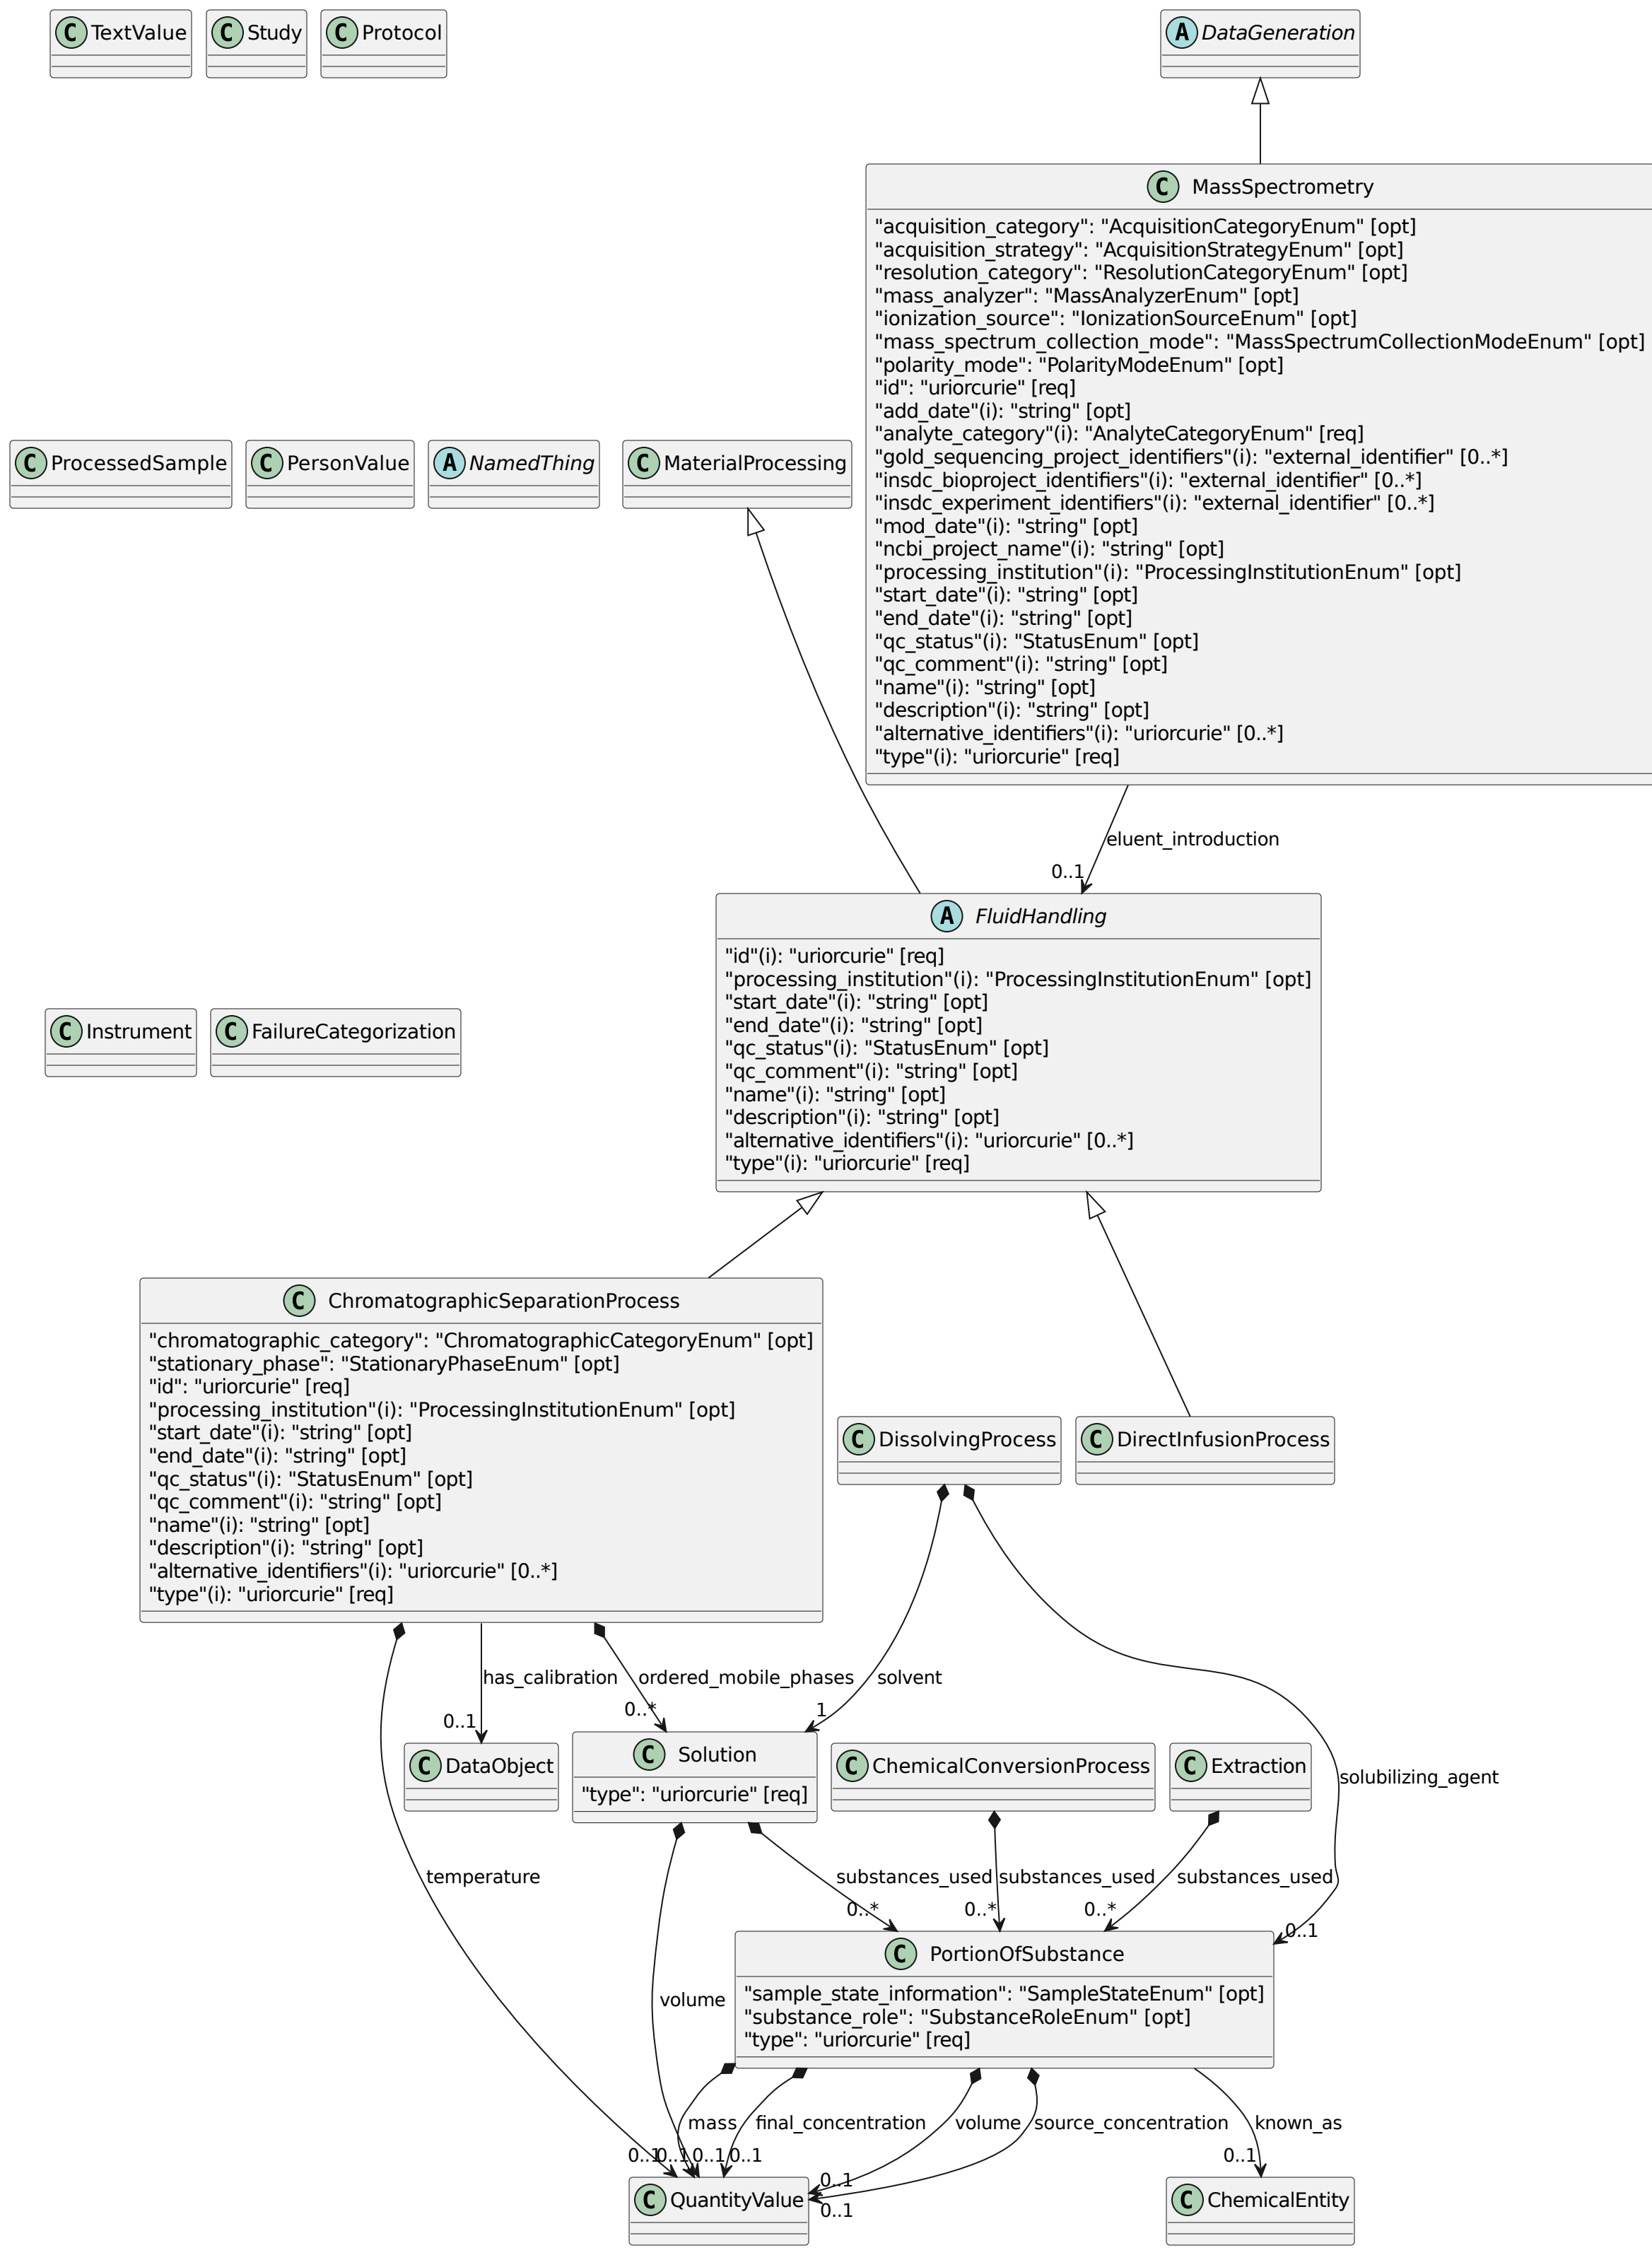 C TextValue
C Study
C Protocol
A DataGeneration
C MassSpectrometry
"acquisition_category": "AcquisitionCategoryEnum" [opt]
"acquisition_strategy": "AcquisitionStrategyEnum" [opt]
"resolution_category": "ResolutionCategoryEnum" [opt]
"mass_analyzer": "MassAnalyzerEnum" [opt]
"ionization_source": "IonizationSourceEnum" [opt]
"mass_spectrum_collection_mode": "MassSpectrumCollectionModeEnum" [opt]
"polarity_mode": "PolarityModeEnum" [opt]
"id": "uriorcurie" [req]
"add_date"(i): "string" [opt]
"analyte_category"(i): "AnalyteCategoryEnum" [req]
"gold_sequencing_project_identifiers"(i): "external_identifier" [0..*]
"insdc_bioproject_identifiers"(i): "external_identifier" [0..*]
"insdc_experiment_identifiers"(i): "external_identifier" [0..*]
"mod_date"(i): "string" [opt]
"ncbi_project_name"(i): "string" [opt]
"processing_institution"(i): "ProcessingInstitutionEnum" [opt]
"start_date"(i): "string" [opt]
"end_date"(i): "string" [opt]
"qc_status"(i): "StatusEnum" [opt]
"qc_comment"(i): "string" [opt]
"name"(i): "string" [opt]
"description"(i): "string" [opt]
"alternative_identifiers"(i): "uriorcurie" [0..*]
"type"(i): "uriorcurie" [req]
C ProcessedSample
C PersonValue
A NamedThing
C MaterialProcessing
eluent_introduction
0..1
A FluidHandling
"id"(i): "uriorcurie" [req]
"processing_institution"(i): "ProcessingInstitutionEnum" [opt]
"start_date"(i): "string" [opt]
"end_date"(i): "string" [opt]
"qc_status"(i): "StatusEnum" [opt]
"qc_comment"(i): "string" [opt]
"name"(i): "string" [opt]
"description"(i): "string" [opt]
"alternative_identifiers"(i): "uriorcurie" [0..*]
"type"(i): "uriorcurie" [req]
C Instrument
C FailureCategorization
C ChromatographicSeparationProcess
"chromatographic_category": "ChromatographicCategoryEnum" [opt]
"stationary_phase": "StationaryPhaseEnum" [opt]
"id": "uriorcurie" [req]
"processing_institution"(i): "ProcessingInstitutionEnum" [opt]
"start_date"(i): "string" [opt]
"end_date"(i): "string" [opt]
"qc_status"(i): "StatusEnum" [opt]
"qc_comment"(i): "string" [opt]
"name"(i): "string" [opt]
"description"(i): "string" [opt]
"alternative_identifiers"(i): "uriorcurie" [0..*]
"type"(i): "uriorcurie" [req]
C DissolvingProcess
C DirectInfusionProcess
has_calibration
ordered_mobile_phases
solvent
0..1
0..*
1
C DataObject
C Solution
"type": "uriorcurie" [req]
C ChemicalConversionProcess
C Extraction
solubilizing_agent
temperature
substances_used
substances_used
substances_used
0..*
0..*
0..*
0..1
C PortionOfSubstance
"sample_state_information": "SampleStateEnum" [opt]
"substance_role": "SubstanceRoleEnum" [opt]
"type": "uriorcurie" [req]
volume
mass
final_concentration
volume
source_concentration
known_as
0..1
0..1
0..1
0..1
0..1
0..1
0..1
C QuantityValue
C ChemicalEntity